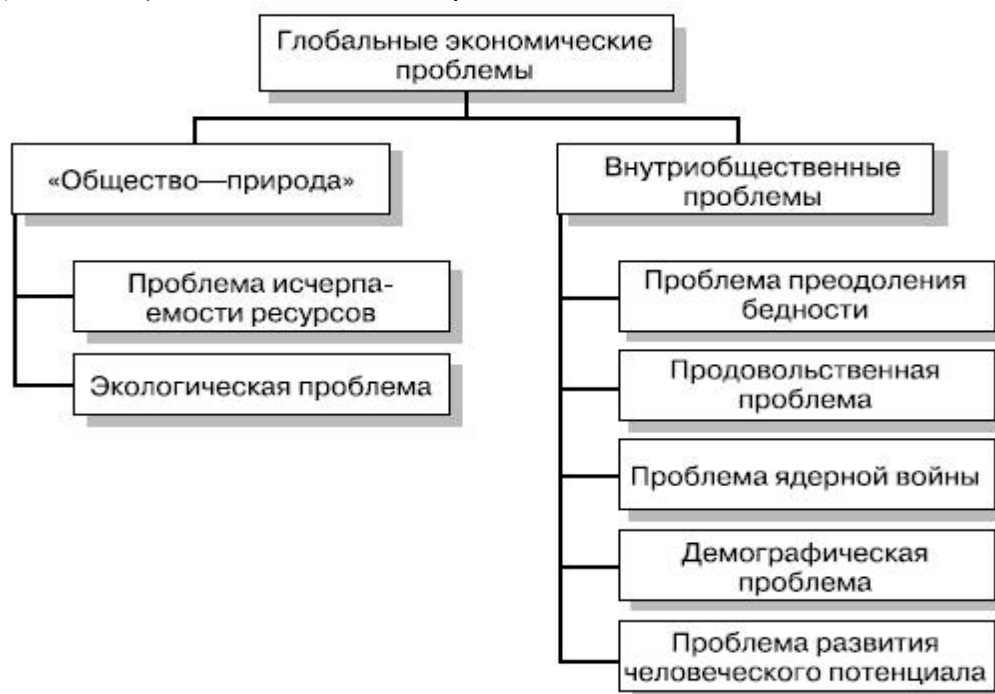 Глобальные экономические
проблемы
«Общество—природа»
Проблема исчерпа-
емости ресурсов
Экологическая проблема
Внутриобщественные
проблемы
Проблема преодоления
бедности
Продовольственная
проблема
Проблема ядерной войны
Демографическая
проблема
Проблема развития
человеческого потенциала